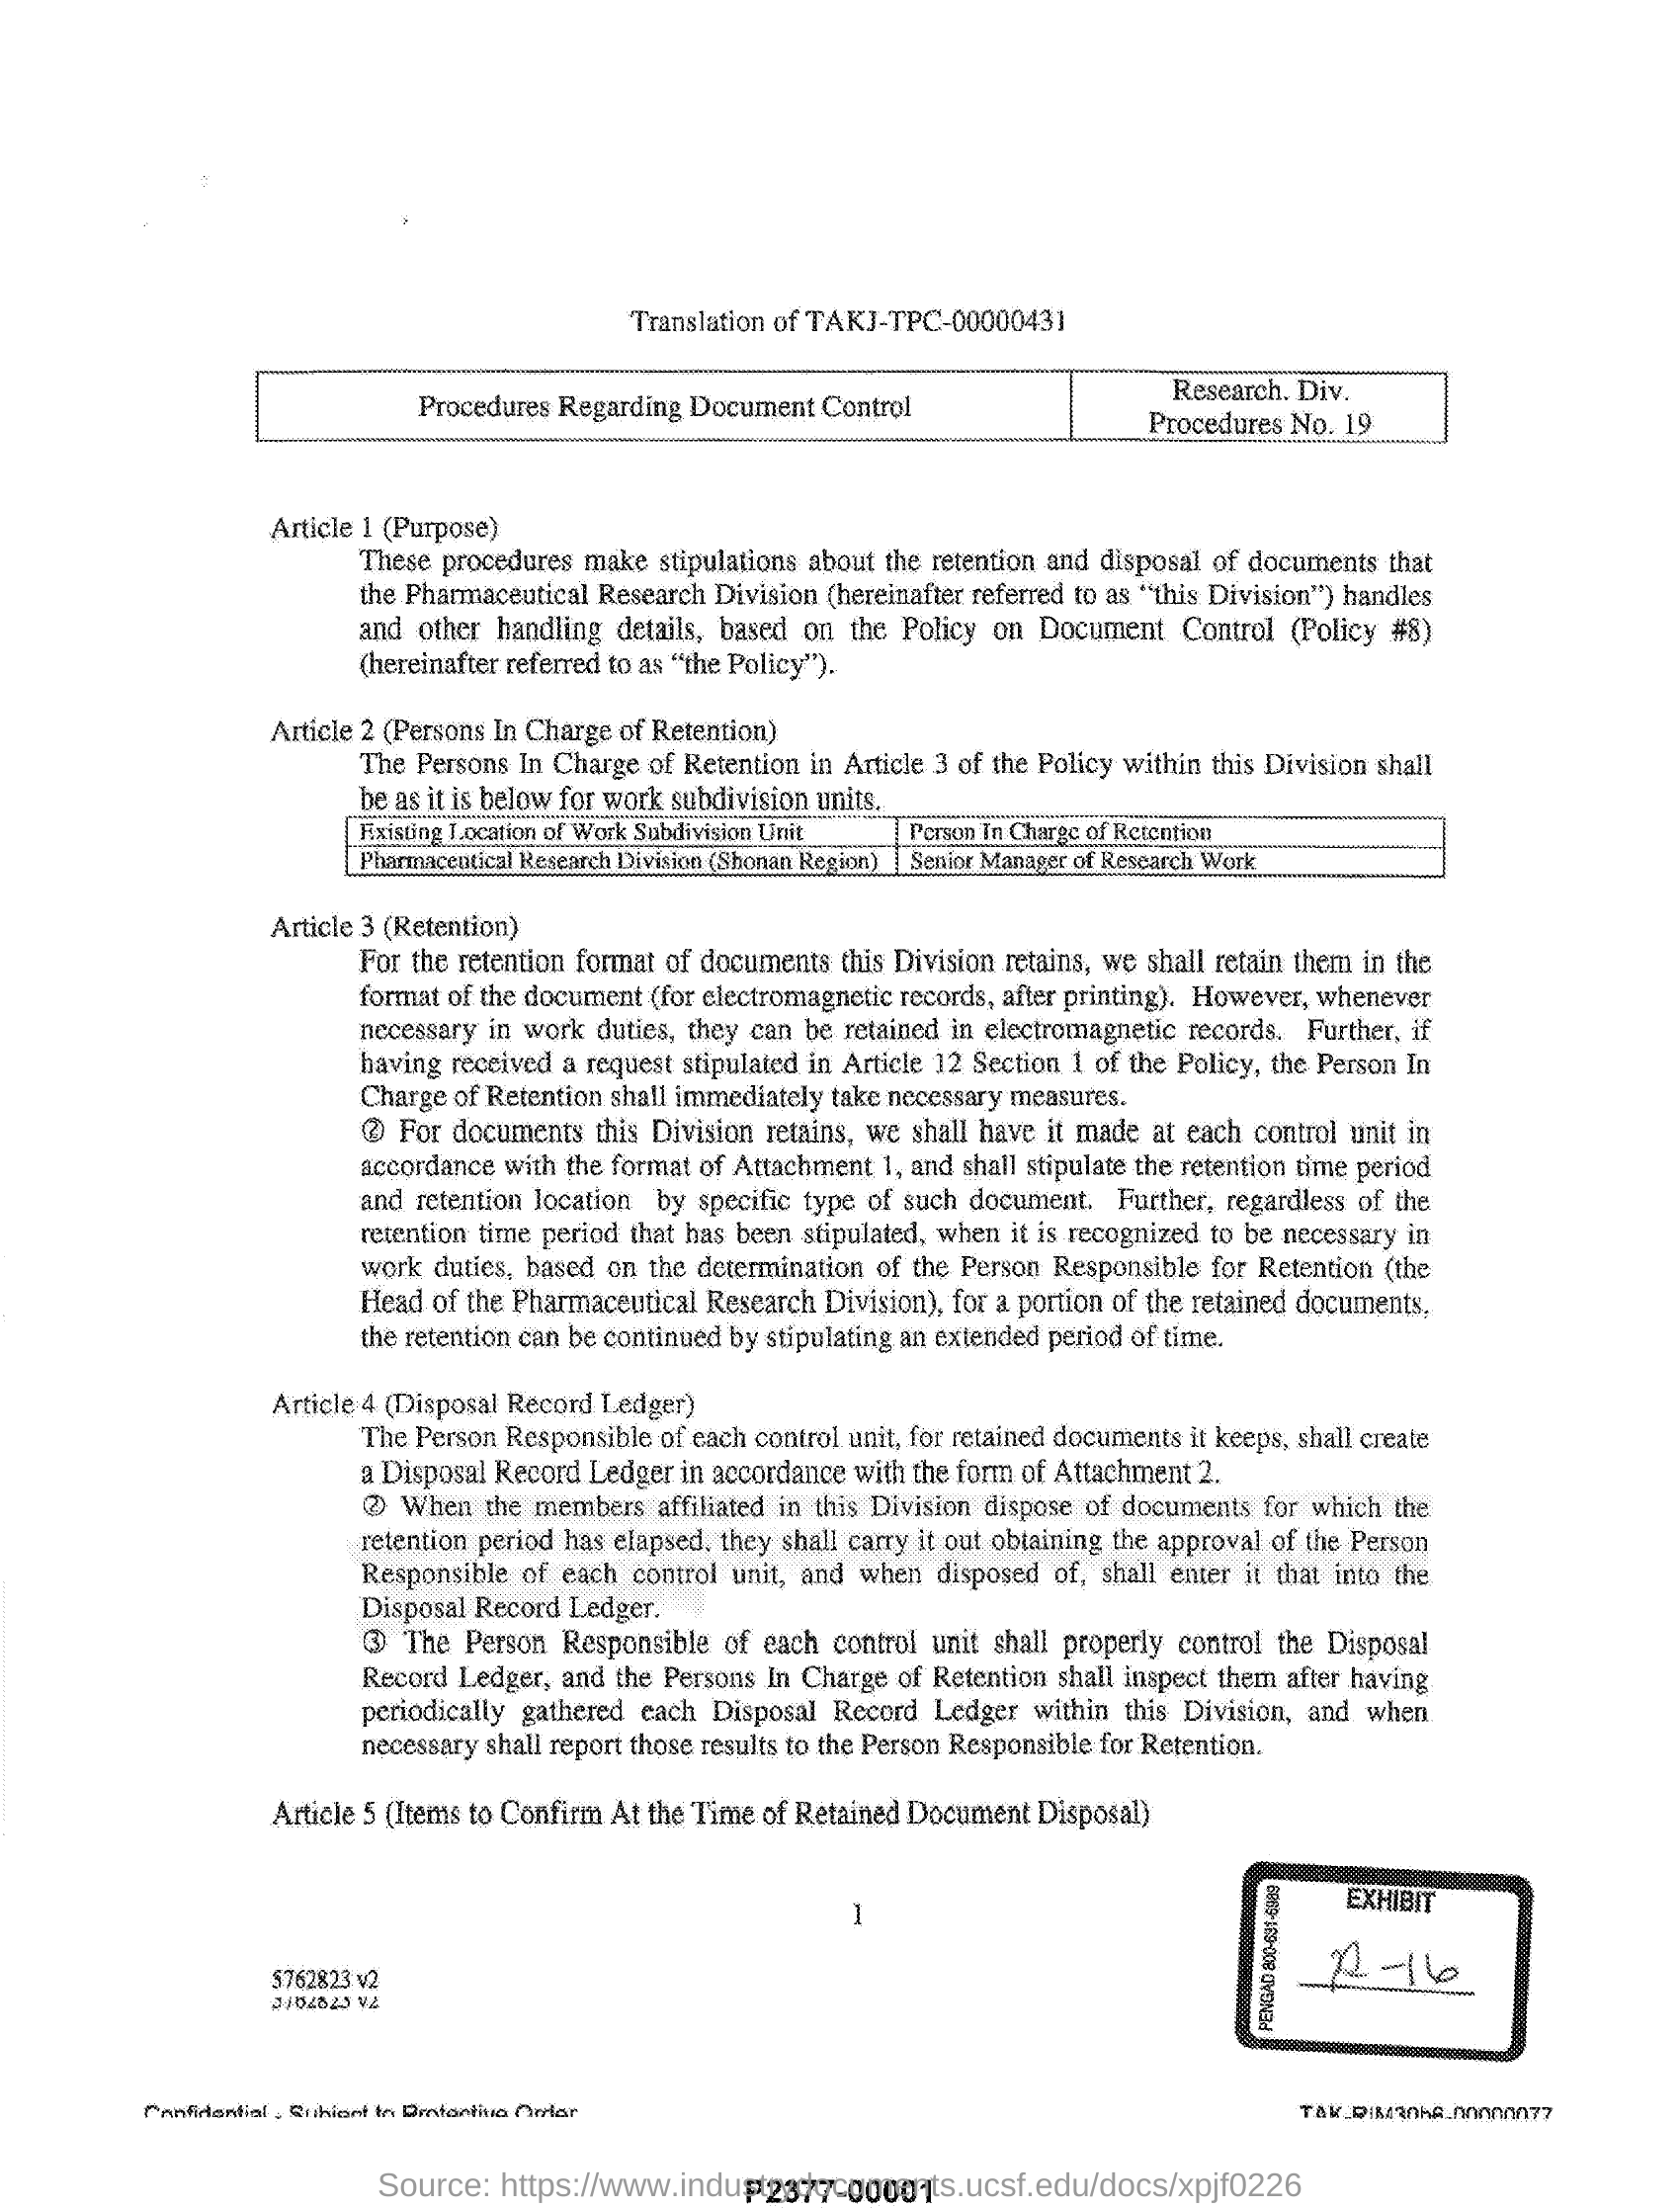 Translation of TAKJ-TPC-00000431
Procedures Regarding Document Control
Research. Div.
Procedures No. 19
Article 1 (Purpose)
These procedures make stipulations about the retention and disposal of documents that
the Pharmaceutical Research Division (hereinafter referred to as “this Division”) handles
and other handling details, based on the Policy on Document Control (Policy #8)
(hereinafter referred to as “the Policy”).
Article 2 (Persons In Charge of Retention)
The Persons In Charge of Retention in Article 3 of the Policy within this Division shall
be as it is below for work subdivision units.
Existing Location of Work Subdivision Unit
Person In Charge of Retention
Pharmaceutical Research Division (Shonan Region)
Senior Manager of Research Work
Article 3 (Retention)
For the retention format of documents this Division retains, we shall retain them in the
format of the document (for electromagnetic records, after printing). However, whenever
necessary in work duties, they can be retained in electromagnetic records. Further, if
having received a request stipulated in Article 12 Section 1 of the Policy, the Person In
Charge of Retention shall immediately take necessary measures.
② For documents this Division retains, we shall have it made at each control unit in
accordance with the format of Attachment 1, and shall stipulate the retention time period
and retention location by specific type of such document. Further, regardless of the
retention time period that has been stipulated, when it is recognized to be necessary in
work duties, based on the determination of the Person Responsible for Retention (the
Head of the Pharmaceutical Research Division), for a portion of the retained documents,
the retention can be continued by stipulating an extended period of time.
Article 4 (Disposal Record Ledger)
The Person Responsible of each control unit, for retained documents it keeps, shall create
a Disposal Record Ledger in accordance with the form of Attachment 2.
② When the members affiliated in this Division dispose of documents for which the
retention period has elapsed, they shall carry it out obtaining the approval of the Person
Responsible of each control unit, and when disposed of, shall enter it that into the
Disposal Record Ledger.
③ The Person Responsible of each control unit shall properly control the Disposal
Record Ledger, and the Persons In Charge of Retention shall inspect them after having
periodically gathered each Disposal Record Ledger within this Division, and when
necessary shall report those results to the Person Responsible for Retention.
Article 5 (Items to Confirm At the Time of Retained Document Disposal)
1
EXHIBIT
PENGAD 800-631-6989
-16
5762823 v2
5762823 v2
Confidential - Subject to Protective Order
TAK-RIM30b6-00000077
P2377-00001
Source: https://www.industrydocuments.ucsf.edu/docs/xpjf0226